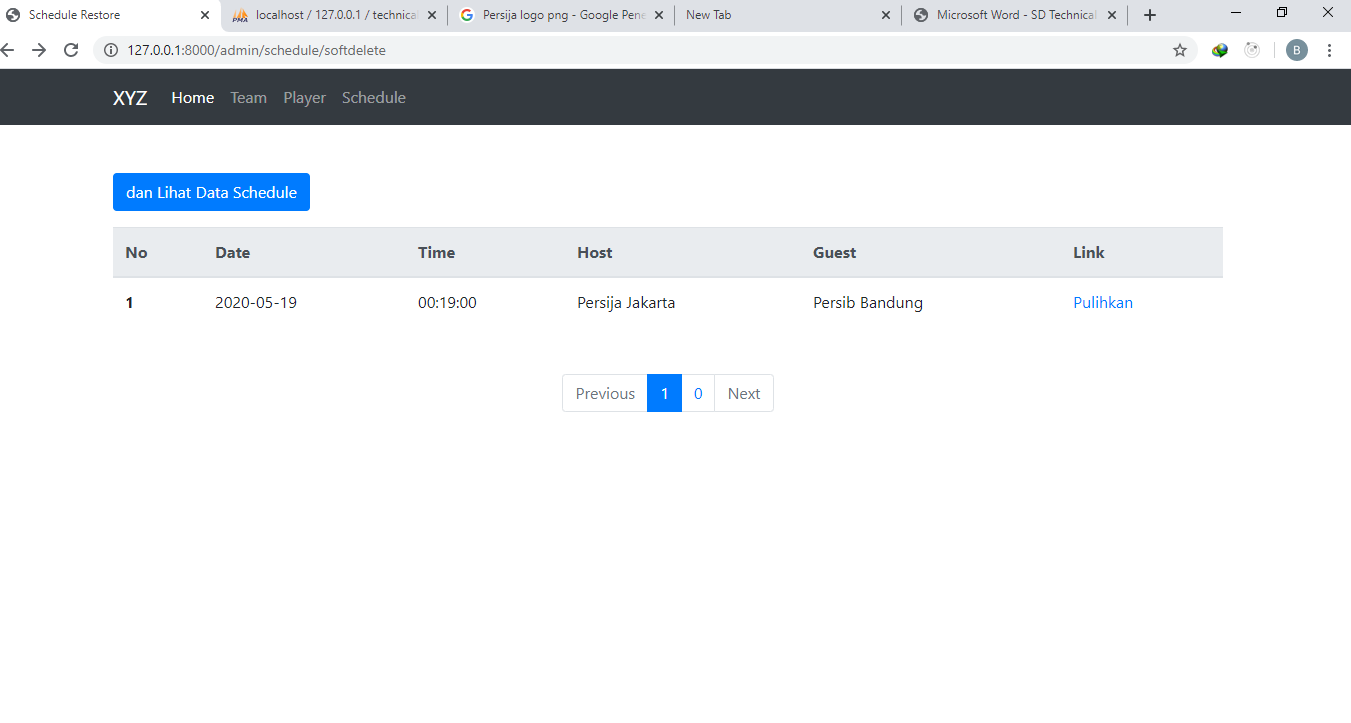 Schedule Restore
localhost / 127.0.0.1 / technical
Persija logo png - Google Pene
New Tab
Microsoft Word - SD Technical
127.0.0.1:8000/admin/schedule/softdelete
B
XYZ Home Team Player Schedule
dan Lihat Data Schedule
No Date Time Host Guest Link
1 2020-05-19 00:19:00 Persija Jakarta Persib Bandung Pulihkan
Previous 1 0 Next